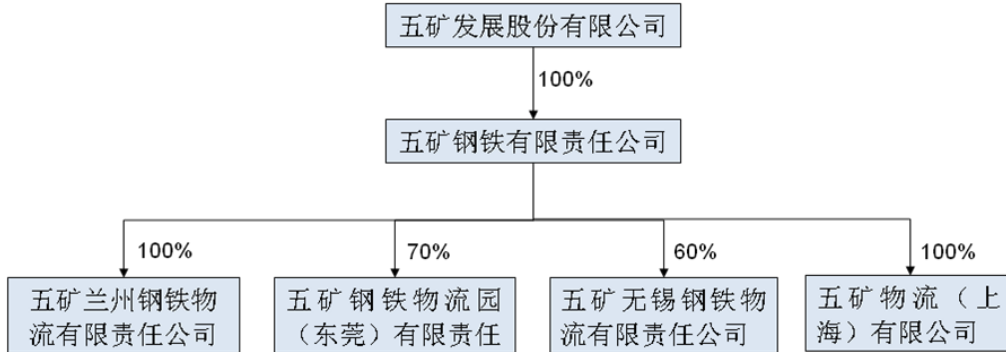 五矿发展股份有限公司
100%
五矿钢铁有限责任公司
100%
70%
60%
100%
五矿兰州钢铁物
流有限责任公司
五矿钢铁物流园
（东莞）有限责任
五矿无锡钢铁物
流有限责任公司
五矿物流（上
海）有限公司